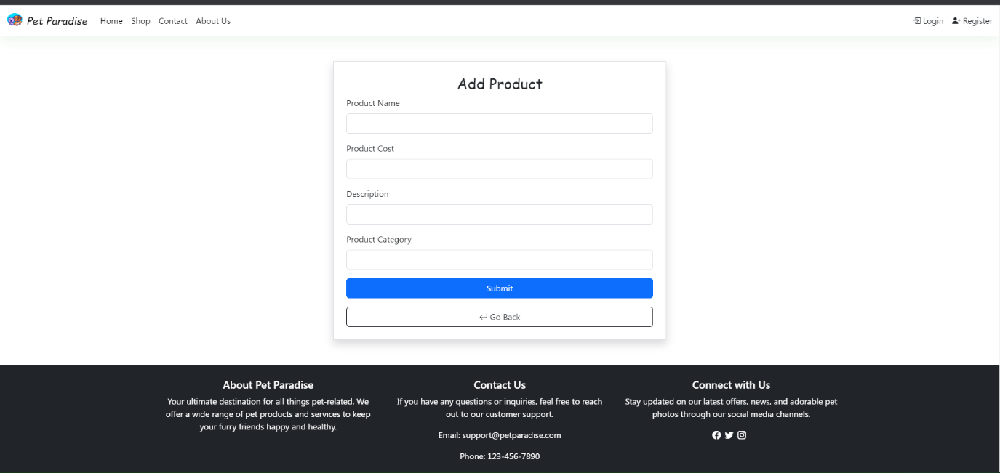 Pet Paradise Home Shop Contact About Us Login Register
Add Product
Product Name
Product Cost
Description
Product Category
Submit
Go Back
About Pet Paradise
Your ultimate destination for all things pet-related. We
offer a wide range of pet products and services to keep
your furry friends happy and healthy.
Contact Us
If you have any questions or inquiries, feel free to reach
out to our customer support.
Email: support@petparadise.com
Phone: 123-456-7890
Connect with Us
Stay updated on our latest offers, news, and adorable pet
photos through our social media channels.